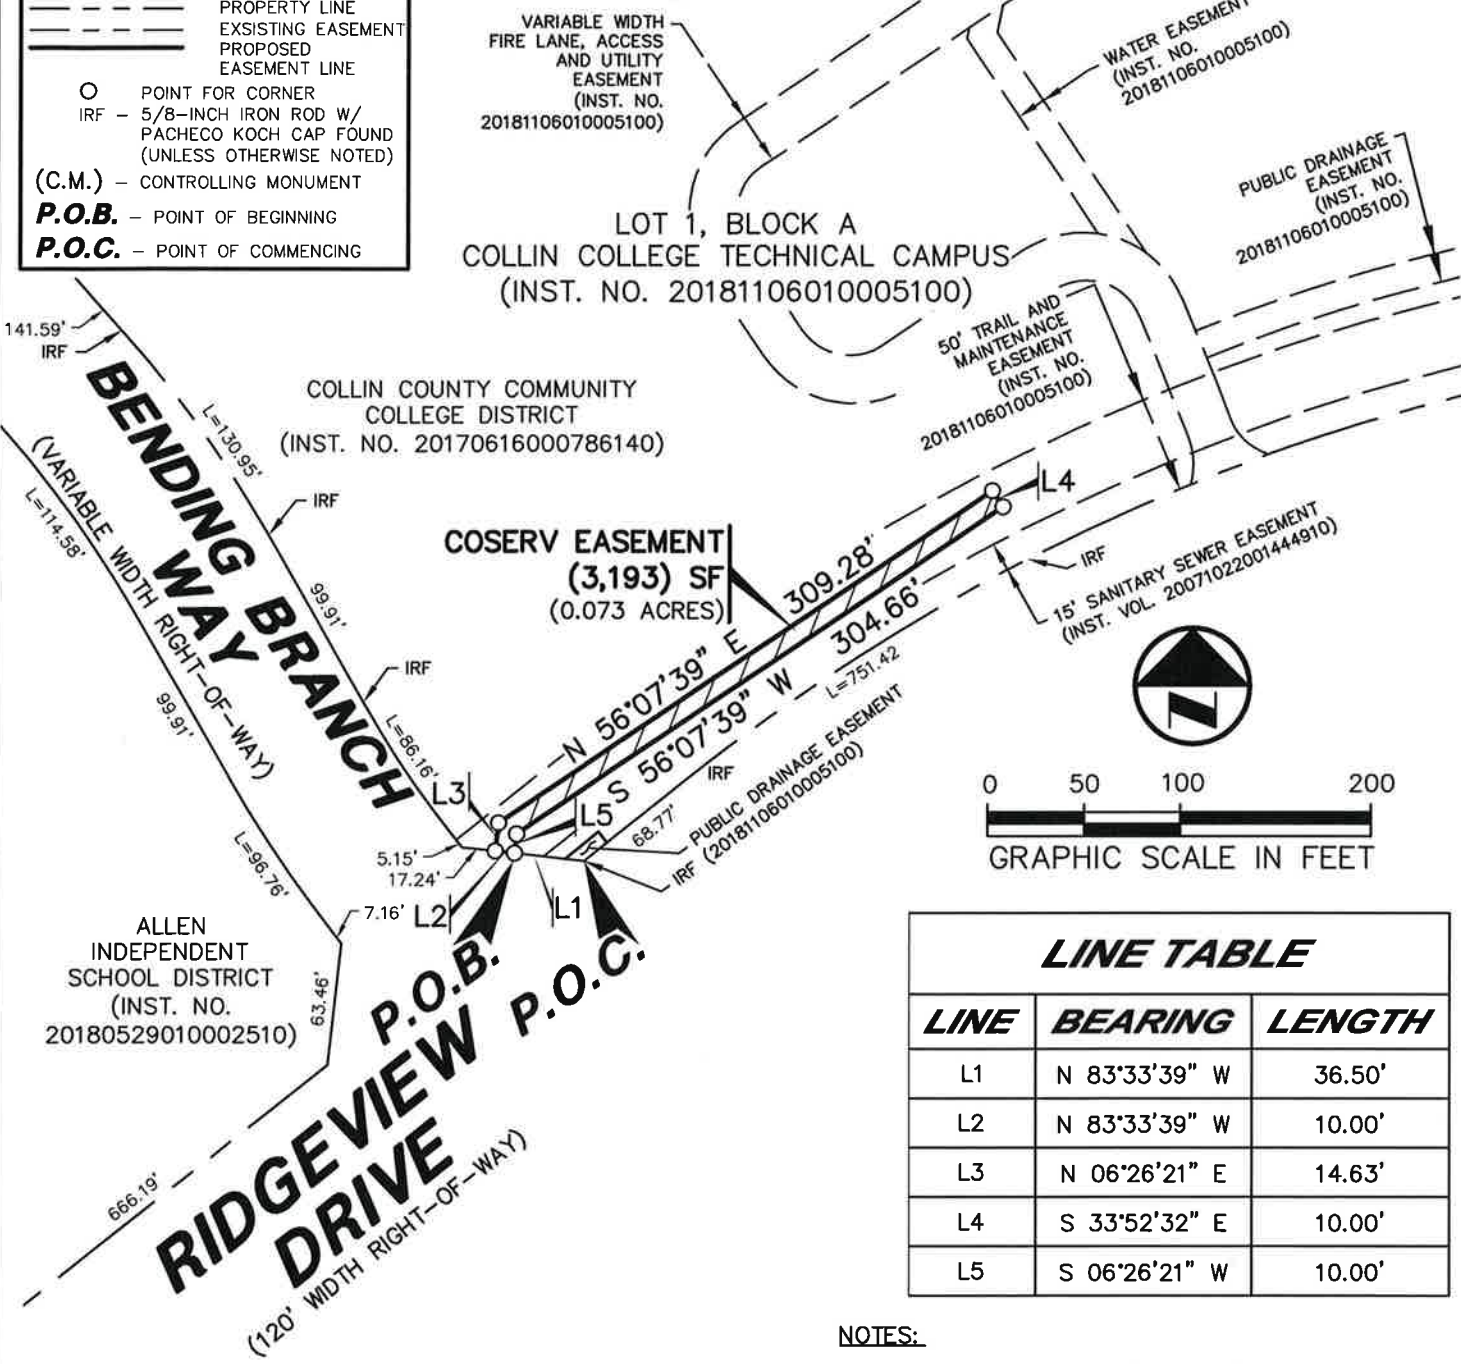 PROPERTY LINE
EXSISTING EASEMENT
PROPOSED
EASEMENT LINE
POINT FOR CORNER
IRF – 5/8-INCH IRON ROD W/
PACHECO KOCH CAP FOUND
(UNLESS OTHERWISE NOTED)
(C.M.) – CONTROLLING MONUMENT
P.O.B. – POINT OF BEGINNING
P.O.C. – POINT OF COMMENCING
VARIABLE WIDTH
FIRE LANE, ACCESS
AND UTILITY
EASEMENT
(INST. NO.
20181106010005100)
WATER EASEMENT
(INST. NO.
20181106010005100)
PUBLIC DRAINAGE
EASEMENT
(INST. NO.
20181106010005100)
LOT 1, BLOCK A
COLLIN COLLEGE TECHNICAL CAMPUS
(INST. NO. 20181106010005100)
50' TRAIL AND
MAINTENANCE
EASEMENT
(INST. NO.
20181106010005100)
141.59'
IRF
BENDING BRANCH
WAY
(VARIABLE WIDTH RIGHT-OF-WAY)
L=130.95'
L=114.58'
COLLIN COUNTY COMMUNITY
COLLEGE DISTRICT
(INST. NO. 20170616000786140)
IRF
99.91'
IRF
99.91'
L=86.16'
L=96.76'
COSERV EASEMENT
(3,193) SF
(0.073 ACRES)
N 56°07'39" E 309.28'
S 56°07'39" W 304.66'
L4
IRF
15' SANITARY SEWER EASEMENT
(INST. VOL. 20071022001444910)
L=751.42
IRF
PUBLIC DRAINAGE EASEMENT
(20181106010005100)
68.77'
IRF
L3
L5
5.15'
17.24'
7.16'
L2
L1
P.O.B.
P.O.C.
0 50 100 200
GRAPHIC SCALE IN FEET
ALLEN
INDEPENDENT
SCHOOL DISTRICT
(INST. NO.
20180529010002510)
63.46'
666.19'
RIDGEVIEW
DRIVE
(120' WIDTH RIGHT-OF-WAY)
LINE TABLE
LINE BEARING LENGTH
L1 N 83°33'39" W 36.50'
L2 N 83°33'39" W 10.00'
L3 N 06°26'21" E 14.63'
L4 S 33°52'32" E 10.00'
L5 S 06°26'21" W 10.00'
NOTES: